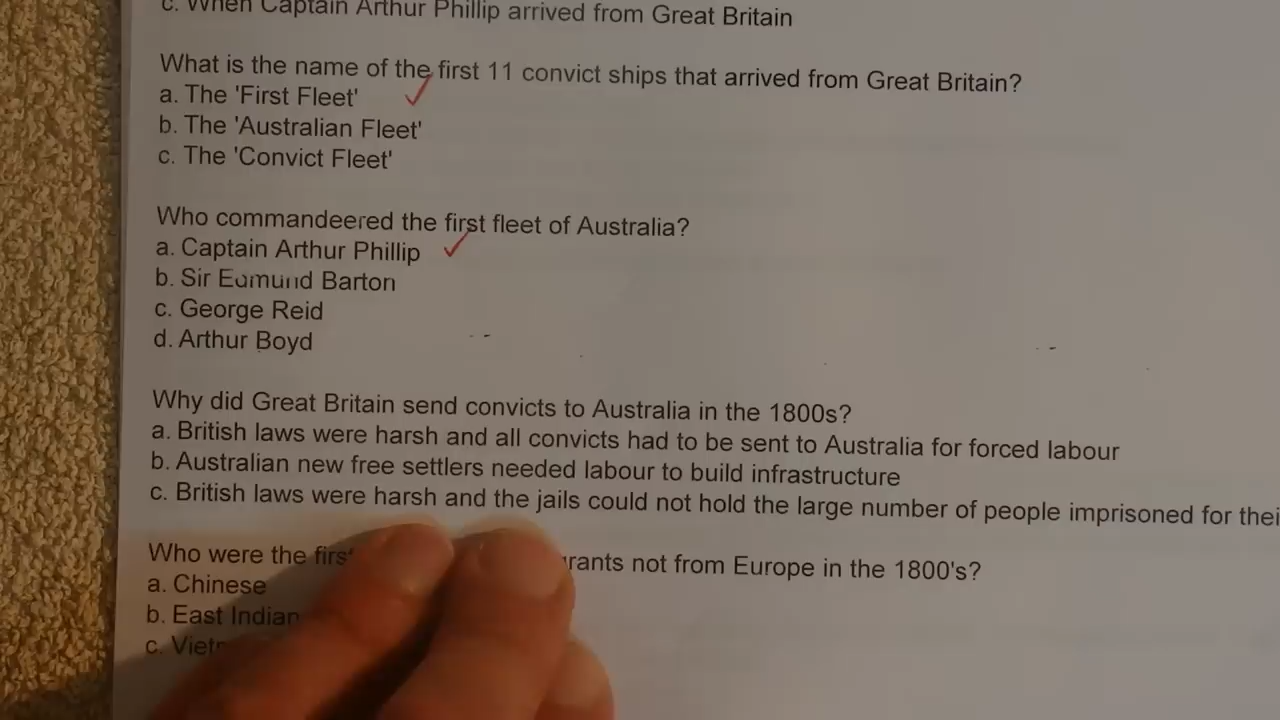 c. When Captain Arthur Phillip arrived from Great Britain
What is the name of the first 11 convict ships that arrived from Great Britain?
a. The 'First Fleet'
b. The 'Australian Fleet'
c. The 'Convict Fleet'
Who commandeered the first fleet of Australia?
a. Captain Arthur Phillip
b. Sir Edmund Barton
c. George Reid
d. Arthur Boyd
Why did Great Britain send convicts to Australia in the 1800s?
a. British laws were harsh and all convicts had to be sent to Australia for forced labour
b. Australian new free settlers needed labour to build infrastructure
c. British laws were harsh and the jails could not hold the large number of people imprisoned for
Who were the not from Europe in the 1800's?
a. Chinese
b. East Indian
c.